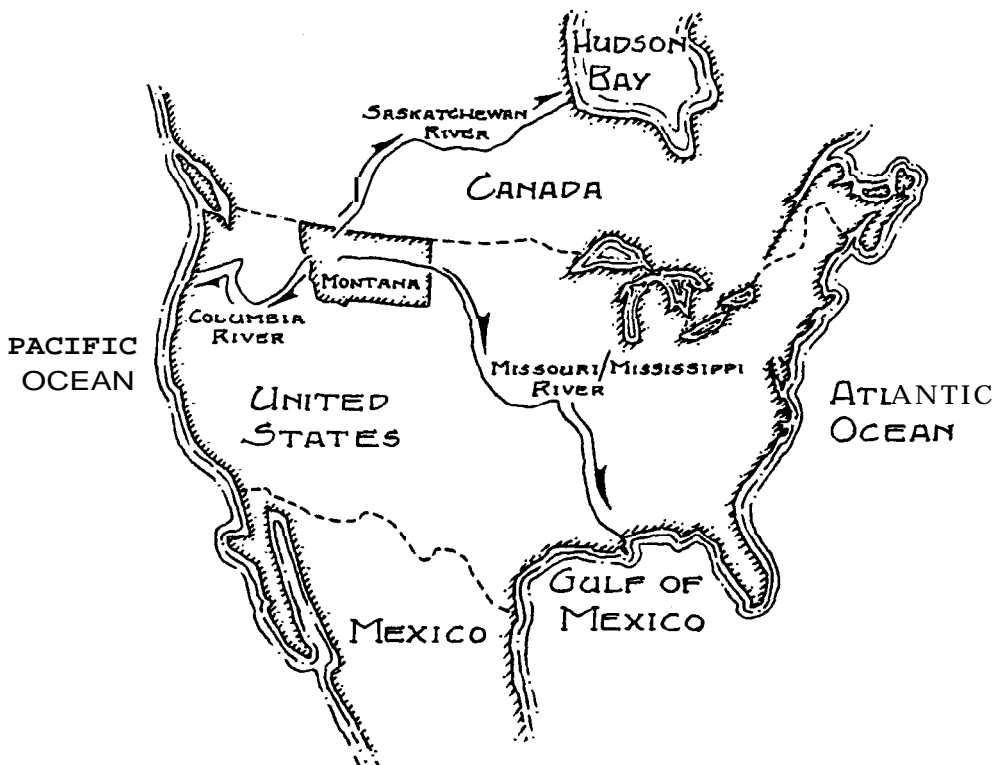 HUDSON
BAY
SASKATCHEWAN
RIVER
CANADA
MONTANA
COLUMBIA
RIVER
PACIFIC
OCEAN
MISSOURI/MISSISSIPPI
RIVER
UNITED
STATES
ATLANTIC
OCEAN
GULF OF
MEXICO
MEXICO